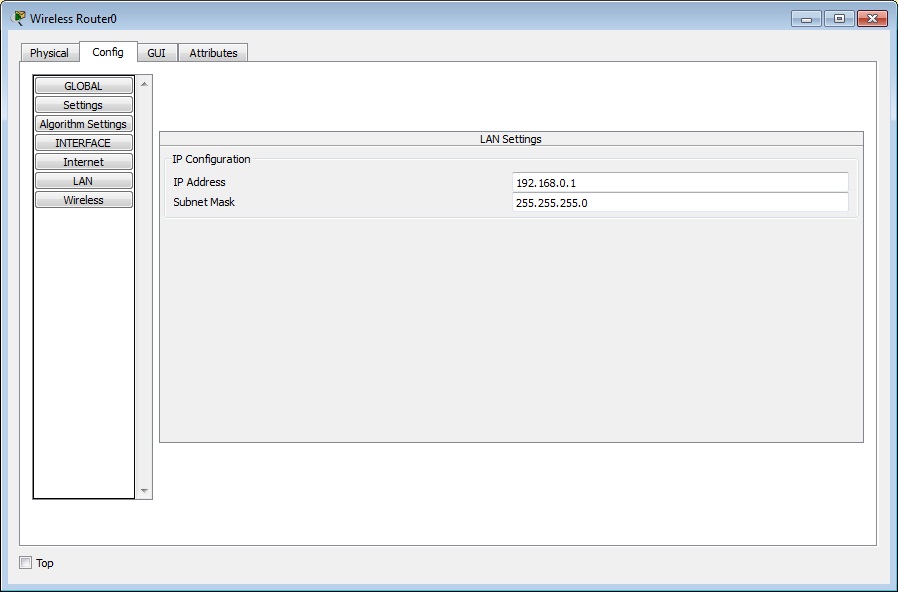 Wireless Router0
Physical Config GUI Attributes
GLOBAL
Settings
Algorithm Settings
INTERFACE
Internet
LAN
Wireless
LAN Settings
IP Configuration
IP Address 192.168.0.1
Subnet Mask 255.255.255.0
Top